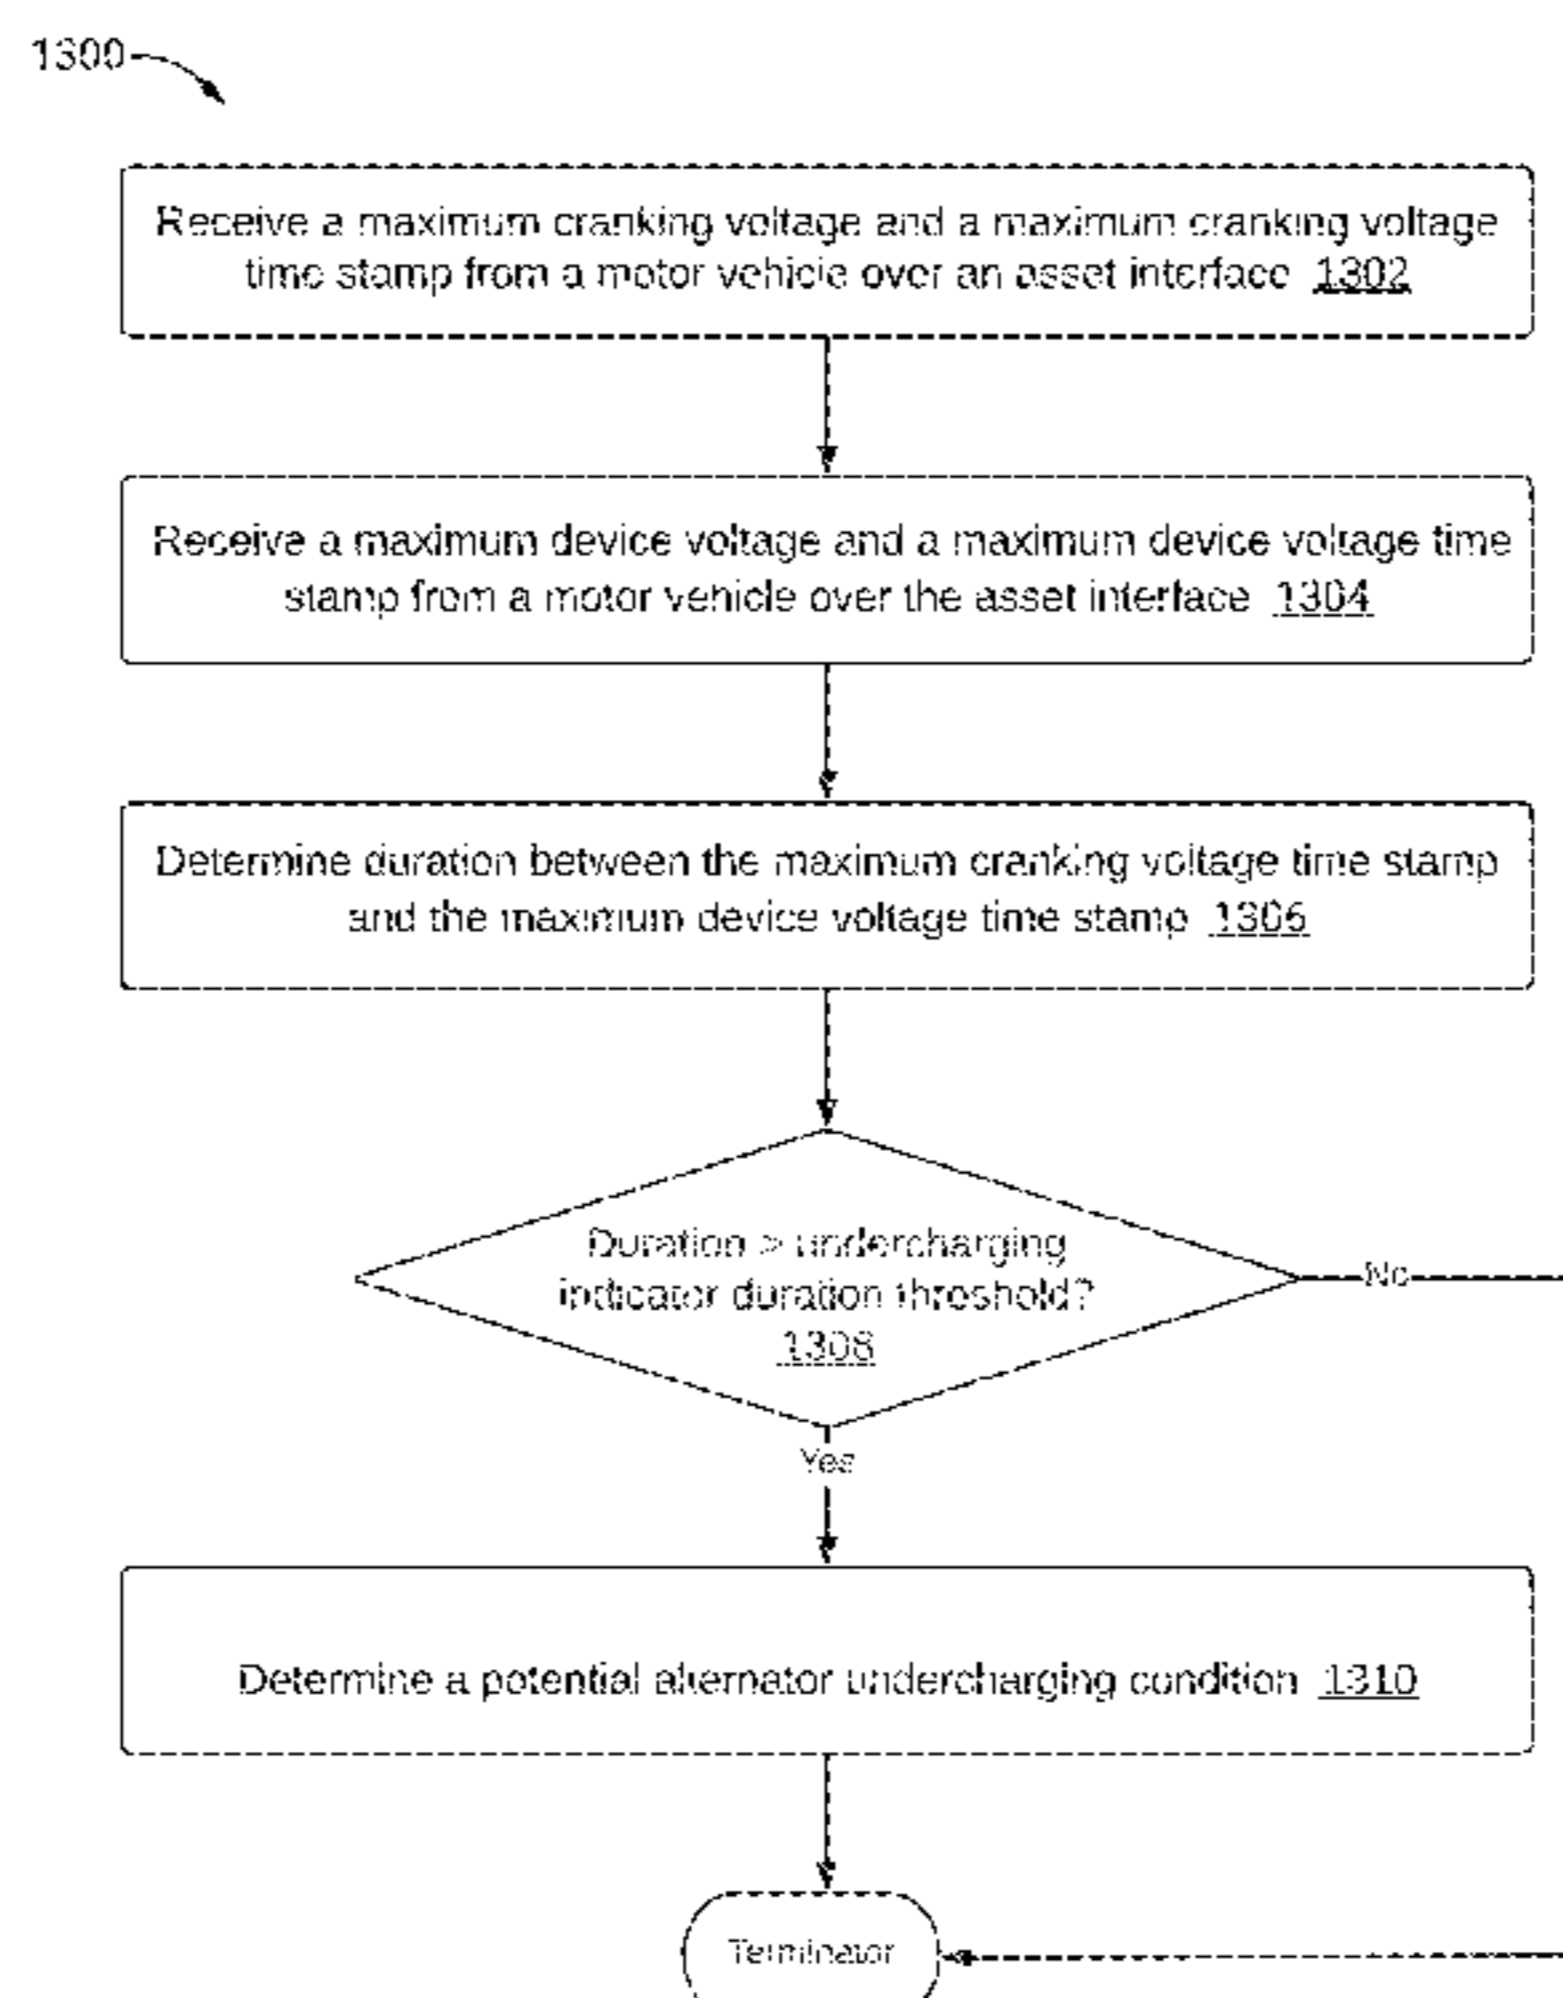 1300
Receive a maximum cranking voltage and a maximum cranking voltage
time stamp from a motor vehicle over an asset interface 1302
Receive a maximum device voltage and a maximum device voltage time
stamp from a motor vehicle over the asset interface 1304
Determine duration between the maximum cranking voltage time stamp
and the maximum device voltage time stamp 1306
Duration > undercharging
indicator duration threshold?
1308
No
Yes
Determine a potential alternator undercharging condition 1310
Terminator